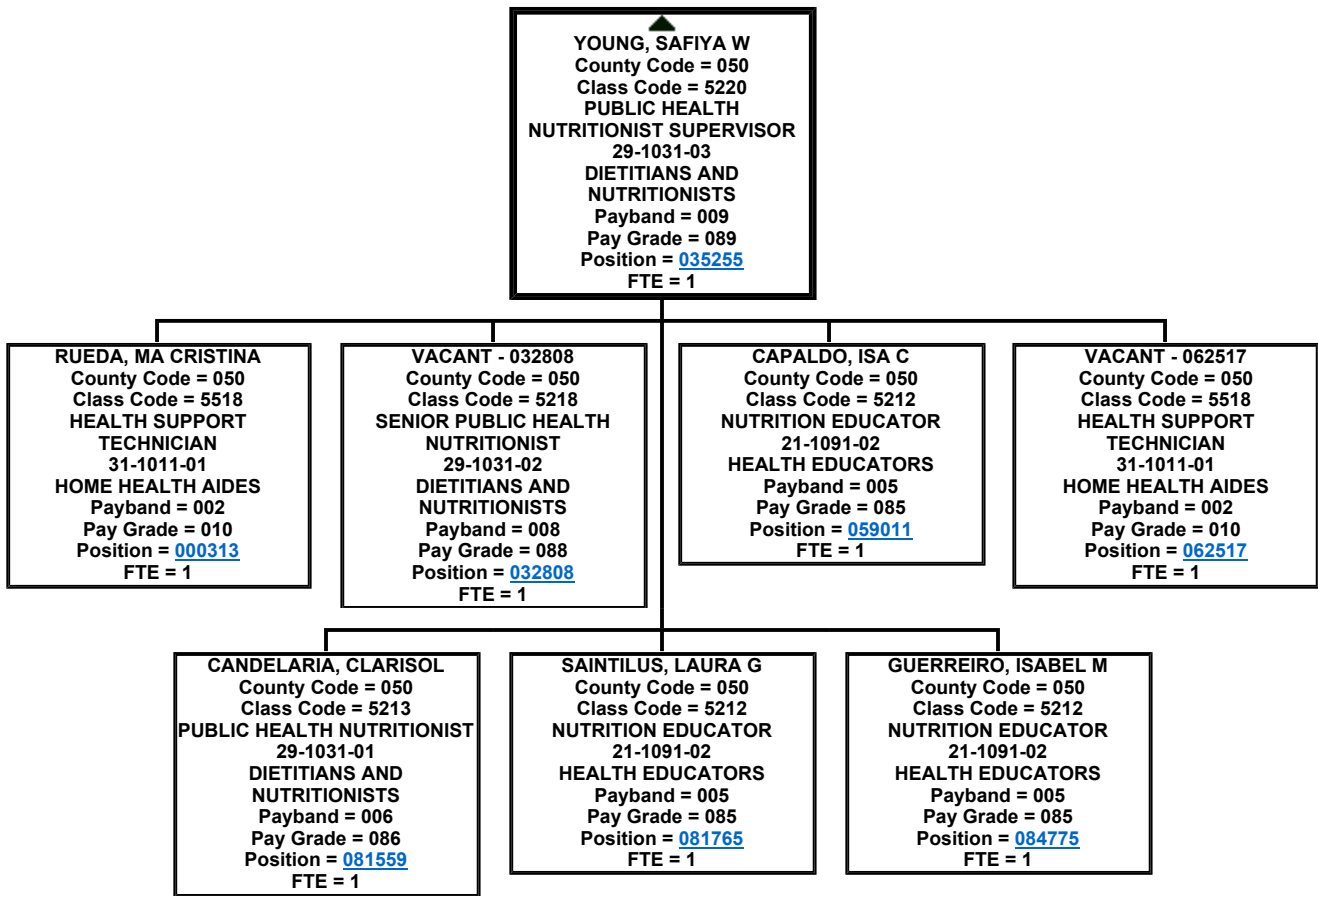 YOUNG, SAFIYA W
County Code = 050
Class Code = 5220
PUBLIC HEALTH
NUTRITIONIST SUPERVISOR
29-1031-03
DIETITIANS AND
NUTRITIONISTS
Payband = 009
Pay Grade = 089
Position = 035255
FTE = 1
RUEDA, MA CRISTINA
County Code = 050
Class Code = 5518
HEALTH SUPPORT
TECHNICIAN
31-1011-01
HOME HEALTH AIDES
Payband = 002
Pay Grade = 010
Position = 000313
FTE = 1
VACANT - 032808
County Code = 050
Class Code = 5218
SENIOR PUBLIC HEALTH
NUTRITIONIST
29-1031-02
DIETITIANS AND
NUTRITIONISTS
Payband = 008
Pay Grade = 088
Position = 032808
FTE = 1
CAPALDO, ISA C
County Code = 050
Class Code = 5212
NUTRITION EDUCATOR
21-1091-02
HEALTH EDUCATORS
Payband = 005
Pay Grade = 085
Position = 059011
FTE = 1
VACANT - 062517
County Code = 050
Class Code = 5518
HEALTH SUPPORT
TECHNICIAN
31-1011-01
HOME HEALTH AIDES
Payband = 002
Pay Grade = 010
Position = 062517
FTE = 1
CANDELARIA, CLARISOL
County Code = 050
Class Code = 5213
PUBLIC HEALTH NUTRITIONIST
29-1031-01
DIETITIANS AND
NUTRITIONISTS
Payband = 006
Pay Grade = 086
Position = 081559
FTE = 1
SAINTILUS, LAURA G
County Code = 050
Class Code = 5212
NUTRITION EDUCATOR
21-1091-02
HEALTH EDUCATORS
Payband = 005
Pay Grade = 085
Position = 081765
FTE = 1
GUERREIRO, ISABEL M
County Code = 050
Class Code = 5212
NUTRITION EDUCATOR
21-1091-02
HEALTH EDUCATORS
Payband = 005
Pay Grade = 085
Position = 084775
FTE = 1